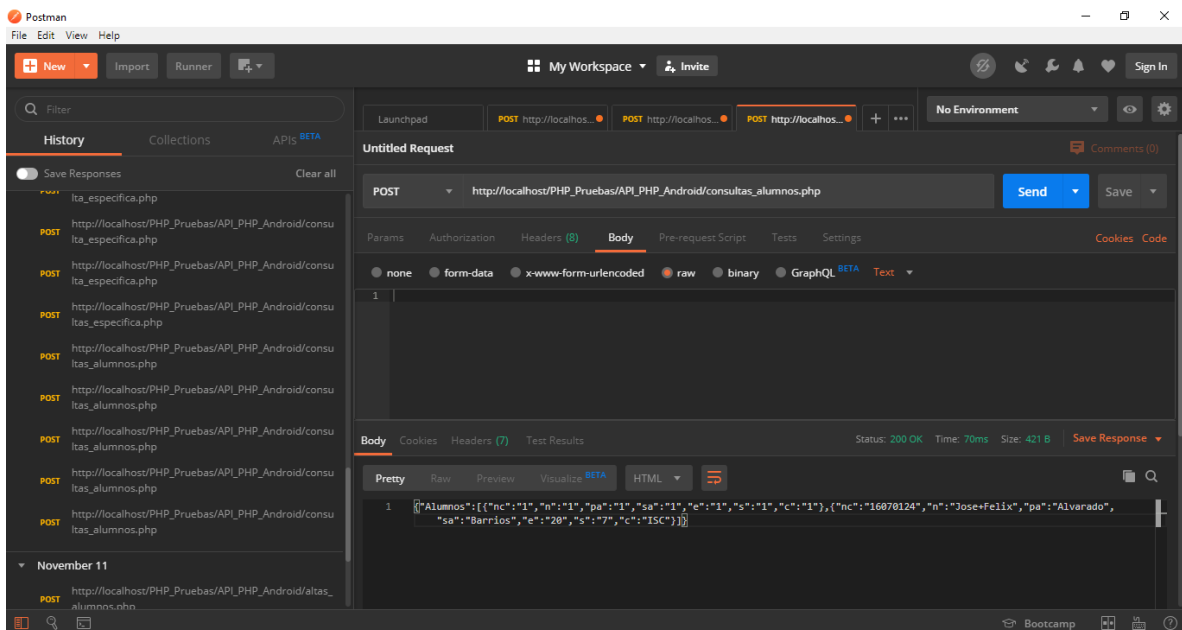 Postman
File Edit View Help
New Import Runner My Workspace Invite Sign In
Filter
History Collections APIs BETA
Save Responses Clear all
POST lta_especifica.php
POST http://localhost/PHP_Pruebas/API_PHP_Android/consu
lta_especifica.php
POST http://localhost/PHP_Pruebas/API_PHP_Android/consu
lta_especifica.php
POST http://localhost/PHP_Pruebas/API_PHP_Android/consu
ltas_especifica.php
POST http://localhost/PHP_Pruebas/API_PHP_Android/consu
ltas_alumnos.php
POST http://localhost/PHP_Pruebas/API_PHP_Android/consu
ltas_alumnos.php
POST http://localhost/PHP_Pruebas/API_PHP_Android/consu
ltas_alumnos.php
POST http://localhost/PHP_Pruebas/API_PHP_Android/consu
ltas_alumnos.php
POST http://localhost/PHP_Pruebas/API_PHP_Android/consu
ltas_alumnos.php
November 11
POST http://localhost/PHP_Pruebas/API_PHP_Android/altas_
alumnos.php
Launchpad POST http://localhos... POST http://localhos... POST http://localhos... + ••• No Environment
Untitled Request Comments (0)
POST http://localhost/PHP_Pruebas/API_PHP_Android/consultas_alumnos.php Send Save
Params Authorization Headers (8) Body Pre-request Script Tests Settings Cookies Code
none form-data x-www-form-urlencoded raw binary GraphQL BETA Text
1
Body Cookies Headers (7) Test Results Status: 200 OK Time: 70ms Size: 421 B Save Response
Pretty Raw Preview Visualize BETA HTML
1 {"Alumnos":[{"nc":"1","n":"1","pa":"1","sa":"1","e":"1","s":"1","c":"1"},{"nc":"16070124","n":"Jose+Felix","pa":"Alvarado",
"sa":"Barrios","e":"20","s":"7","c":"ISC"}]}
Bootcamp